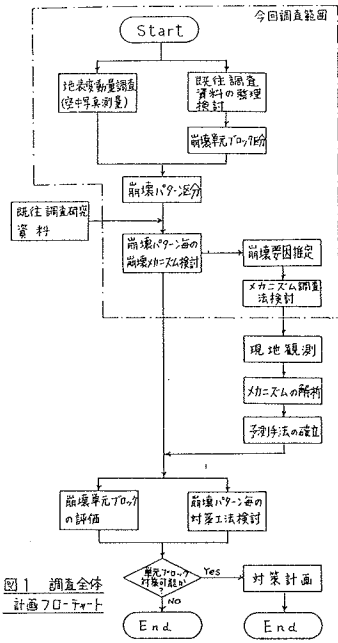 今回調査範囲
Start
地表変動量調査
(空中写真測量)
既往調査
資料の整理
検討
崩壊単元ブロック区分
崩壊パターン区分
既往調査研究
資料
崩壊パターン毎の
崩壊メカニズム検討
崩壊要因推定
メカニズム調査
法検討
現地観測
メカニズムの解析
予測手法の確立
崩壊単元ブロック
の評価
崩壊パターン毎の
対策工法検討
単元ブロック
対策可能か
?
Yes
NO
対策計画
End
End
図1 調査全体
計画フローチャート